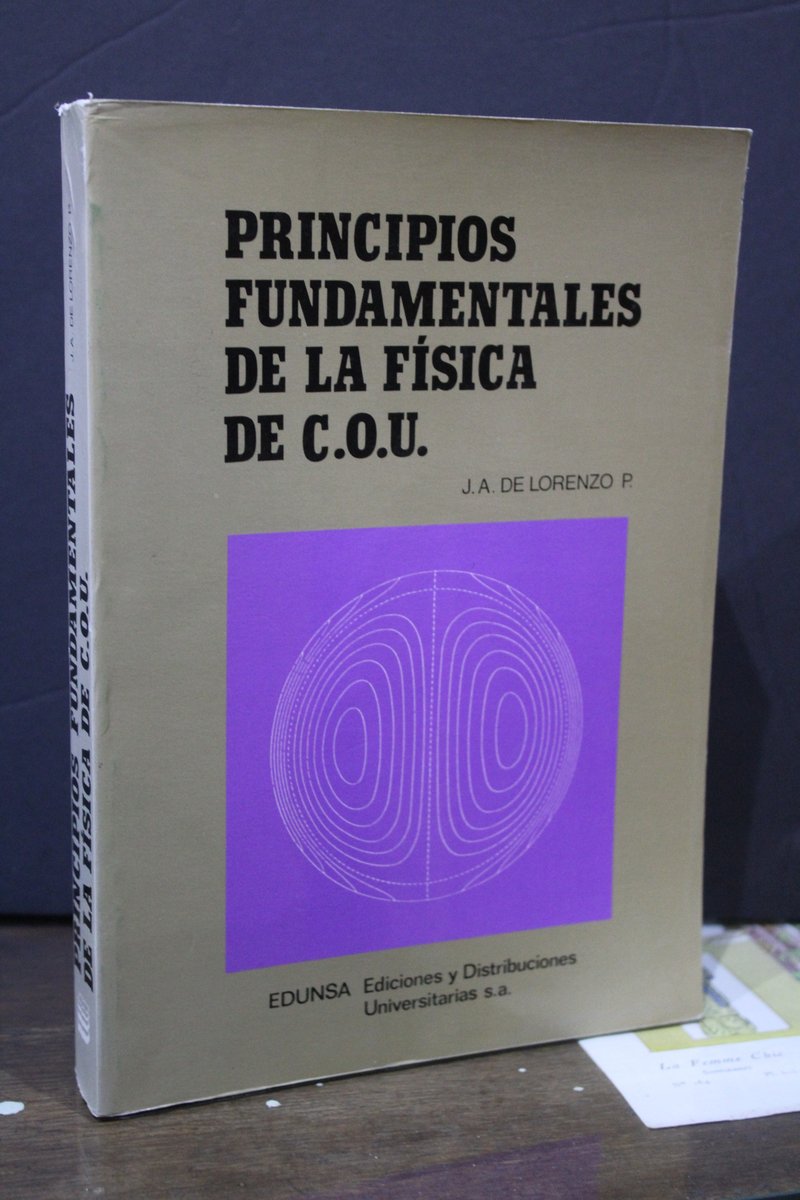 PRINCIPIOS
FUNDAMENTALES
DE LA FÍSICA
DE C.O.U.
J.A. DE LORENZO P.
EDUNSA Ediciones y Distribuciones
Universitarias s.a.
J.A. DE LORENZO P.
PRINCIPIOS FUNDAMENTALES
DE LA FÍSICA DE C.O.U.
La Femme Chic